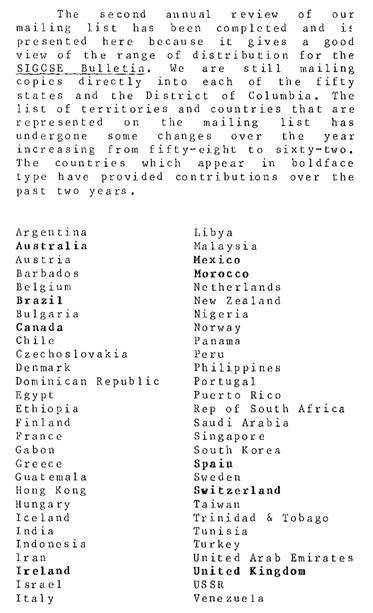 The second annual review of our
mailing list has been completed and is
presented here because it gives a good
view of the range of distribution for the
SIGCSE Bulletin. We are still mailing
copies directly into each of the fifty
states and the District of Columbia. The
list of territories and countries that are
represented on the mailing list has
undergone some changes over the year
increasing from fifty-eight to sixty-two.
The countries which appear in boldface
type have provided contributions over the
past two years.
Argentina
Australia
Austria
Barbados
Belgium
Brazil
Bulgaria
Canada
Chile
Czechoslovakia
Denmark
Dominican Republic
Egypt
Ethiopia
Finland
France
Gabon
Greece
Guatemala
Hong Kong
Hungary
Iceland
India
Indonesia
Iran
Ireland
Israel
Italy
Libya
Malaysia
Mexico
Morocco
Netherlands
New Zealand
Nigeria
Norway
Panama
Peru
Philippines
Portugal
Puerto Rico
Rep of South Africa
Saudi Arabia
Singapore
South Korea
Spain
Sweden
Switzerland
Taiwan
Trinidad & Tobago
Tunisia
Turkey
United Arab Emirates
United Kingdom
USSR
Venezuela